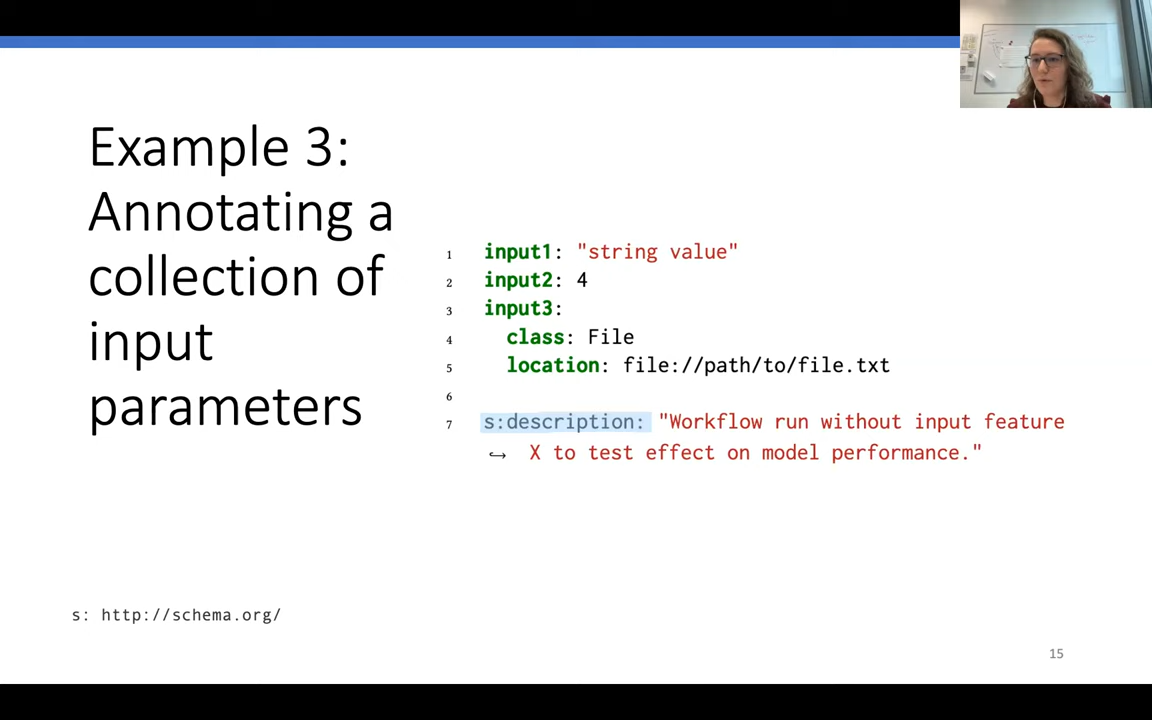 Example 3:
Annotating a
collection of
input
parameters
1 input1: "string value"
2 input2: 4
3 input3:
4 class: File
5 location: file://path/to/file.txt
6
7 s:description: "Workflow run without input feature
↪ X to test effect on model performance."
s: http://schema.org/
15